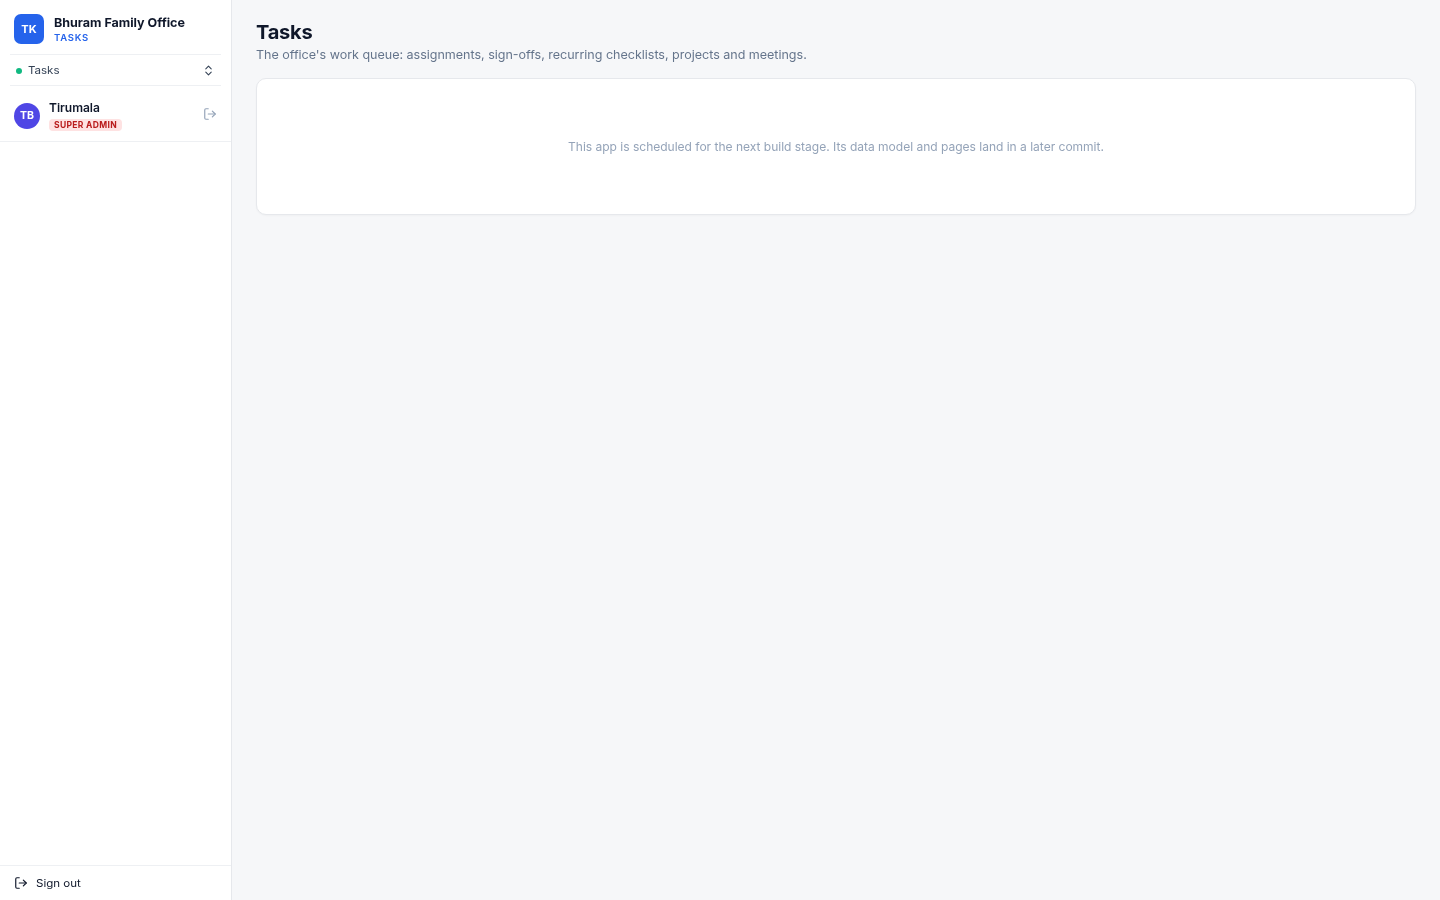 TK
Bhuram Family Office
TASKS
Tasks
TB
Tirumala
SUPER ADMIN
Sign out
Tasks
The office's work queue: assignments, sign-offs, recurring checklists, projects and meetings.
This app is scheduled for the next build stage. Its data model and pages land in a later commit.